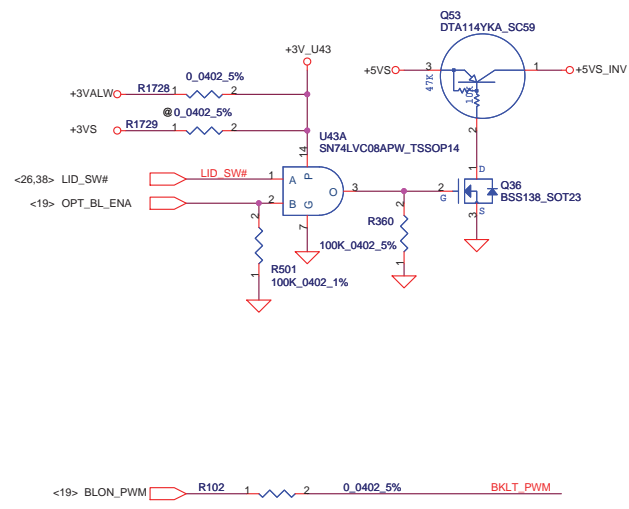 Q53
DTA114YKA_SC59
+3V_U43
+5VS 3 1 +5VS_INV
47K
10K
2
0_0402_5%
+3VALW R1728 1 2
@ 0_0402_5%
+3VS R1729 1 2
U43A
SN74LVC08APW_TSSOP14
14
<26,38> LID_SW# LID_SW# 1 A P
O 3
<19> OPT_BL_ENA 2 B G
7
1 D
2 G
Q36
BSS138_SOT23
3 S
2
R360
100K_0402_5%
1
2
R501
100K_0402_1%
1
<19> BLON_PWM R102 1 2 0_0402_5% BKLT_PWM